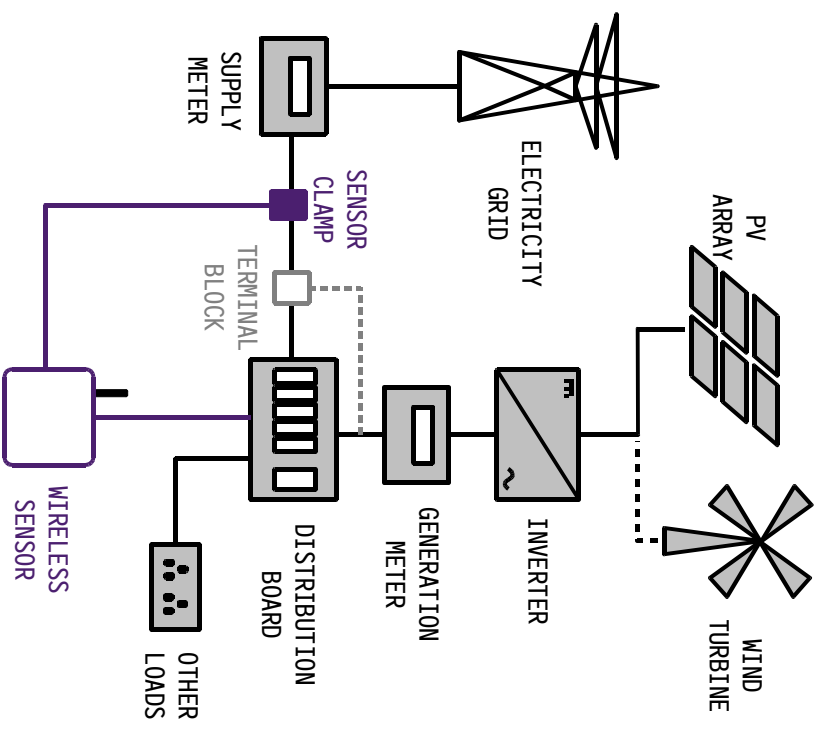 ELECTRICITY
GRID
PV
ARRAY
WIND
TURBINE
SUPPLY
METER
SENSOR
CLAMP
TERMINAL
BLOCK
INVERTER
GENERATION
METER
DISTRIBUTION
BOARD
WIRELESS
SENSOR
OTHER
LOADS